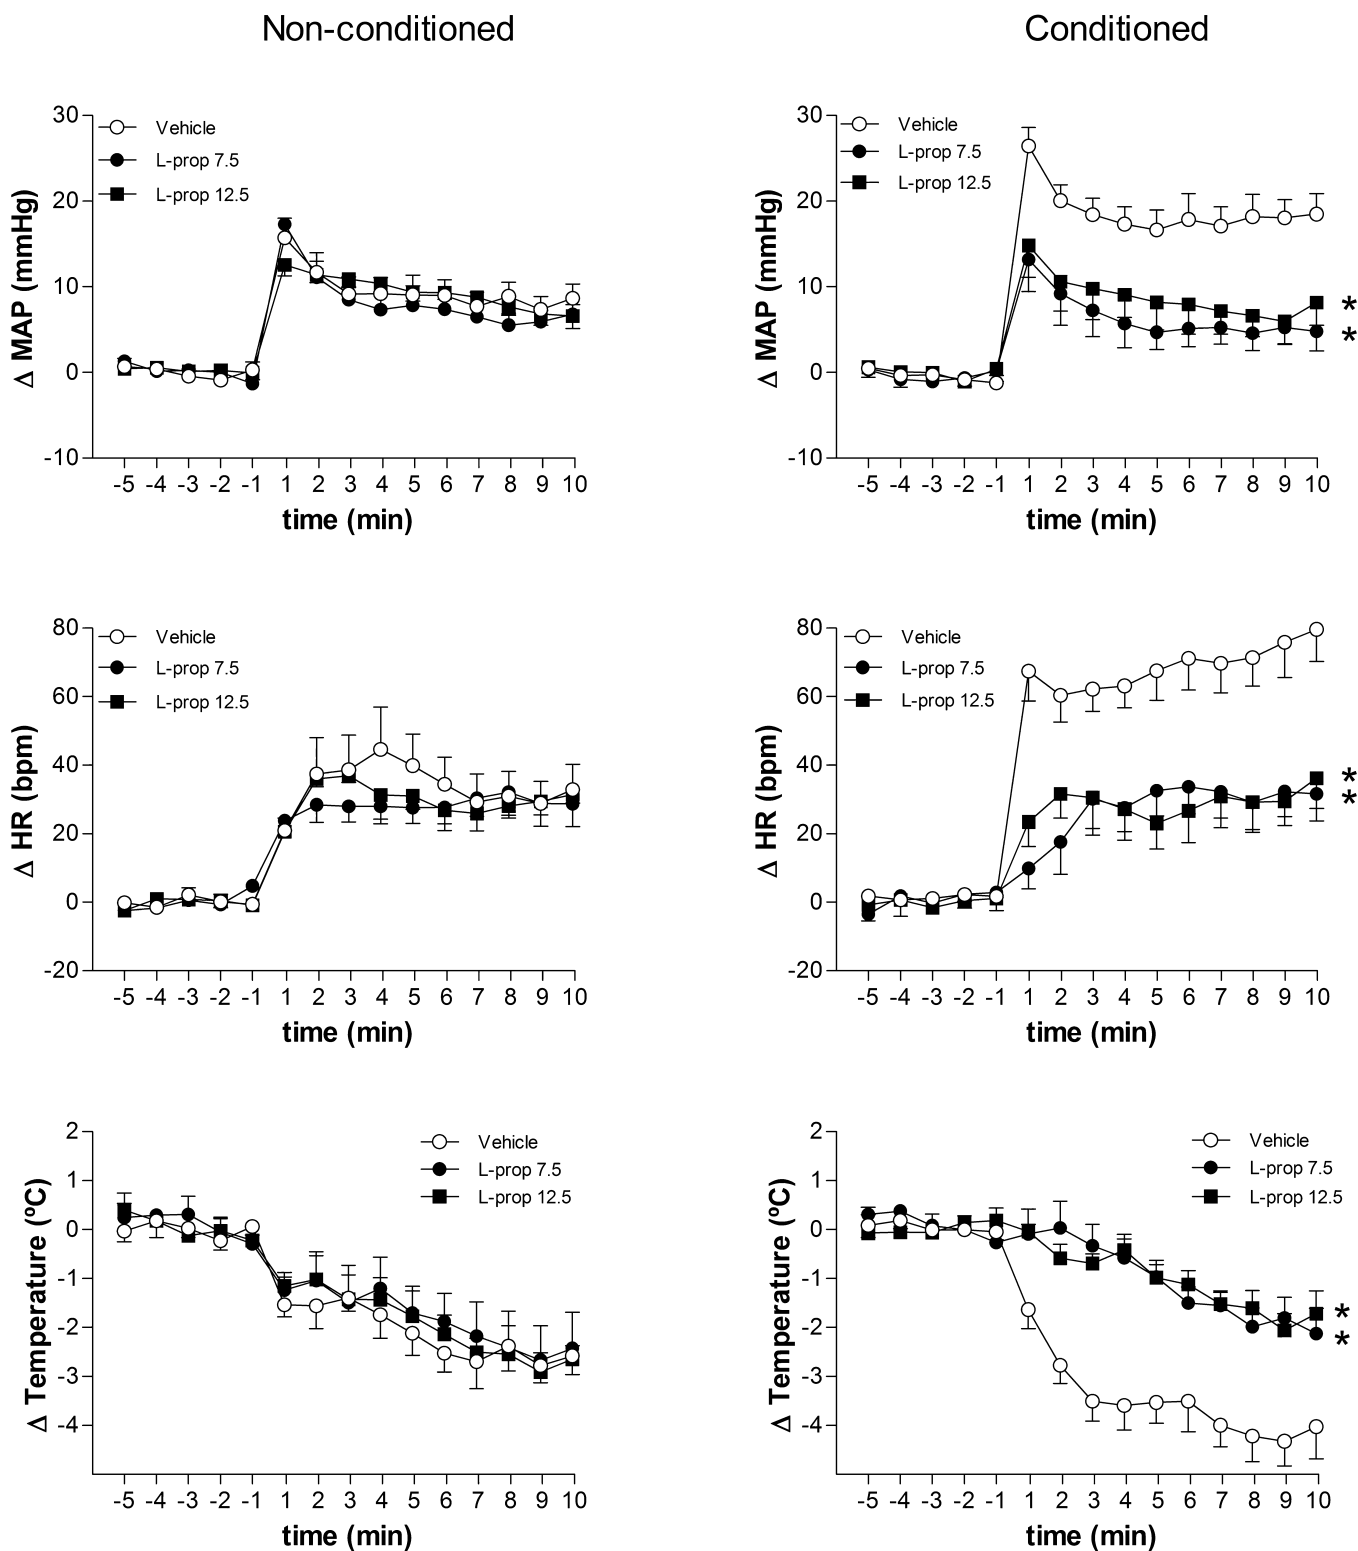 Non-conditioned
Conditioned
30
20
10
0
-10
Δ MAP (mmHg)
Vehicle
L-prop 7.5
L-prop 12.5
-5 -4 -3 -2 -1 1 2 3 4 5 6 7 8 9 10
time (min)
30
20
10
0
-10
Δ MAP (mmHg)
Vehicle
L-prop 7.5
L-prop 12.5
*
*
-5 -4 -3 -2 -1 1 2 3 4 5 6 7 8 9 10
time (min)
80
60
40
20
0
-20
Δ HR (bpm)
Vehicle
L-prop 7.5
L-prop 12.5
-5 -4 -3 -2 -1 1 2 3 4 5 6 7 8 9 10
time (min)
80
60
40
20
0
-20
Δ HR (bpm)
Vehicle
L-prop 7.5
L-prop 12.5
*
*
-5 -4 -3 -2 -1 1 2 3 4 5 6 7 8 9 10
time (min)
2
1
0
-1
-2
-3
-4
Δ Temperature (ºC)
Vehicle
L-prop 7.5
L-prop 12.5
-5 -4 -3 -2 -1 1 2 3 4 5 6 7 8 9 10
time (min)
2
1
0
-1
-2
-3
-4
Δ Temperature (ºC)
Vehicle
L-prop 7.5
L-prop 12.5
*
*
-5 -4 -3 -2 -1 1 2 3 4 5 6 7 8 9 10
time (min)